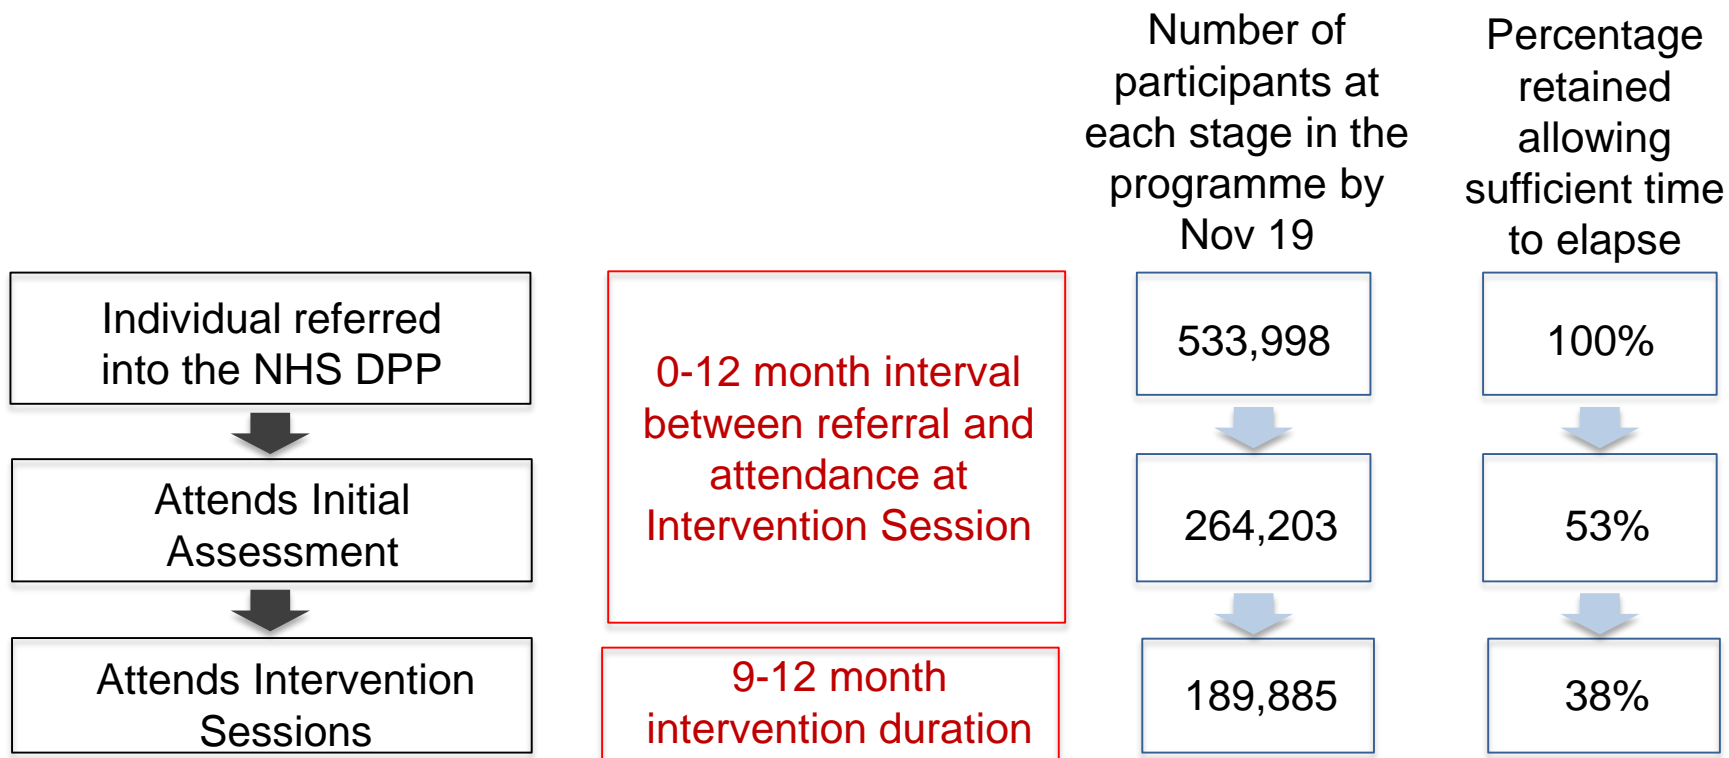 Number of
participants at
each stage in the
programme by
Nov 19
Percentage
retained
allowing
sufficient time
to elapse
Individual referred
into the NHS DPP
0-12 month interval
between referral and
attendance at
Intervention Session
533,998
100%
Attends Initial
Assessment
264,203
53%
Attends Intervention
Sessions
9-12 month
intervention duration
189,885
38%